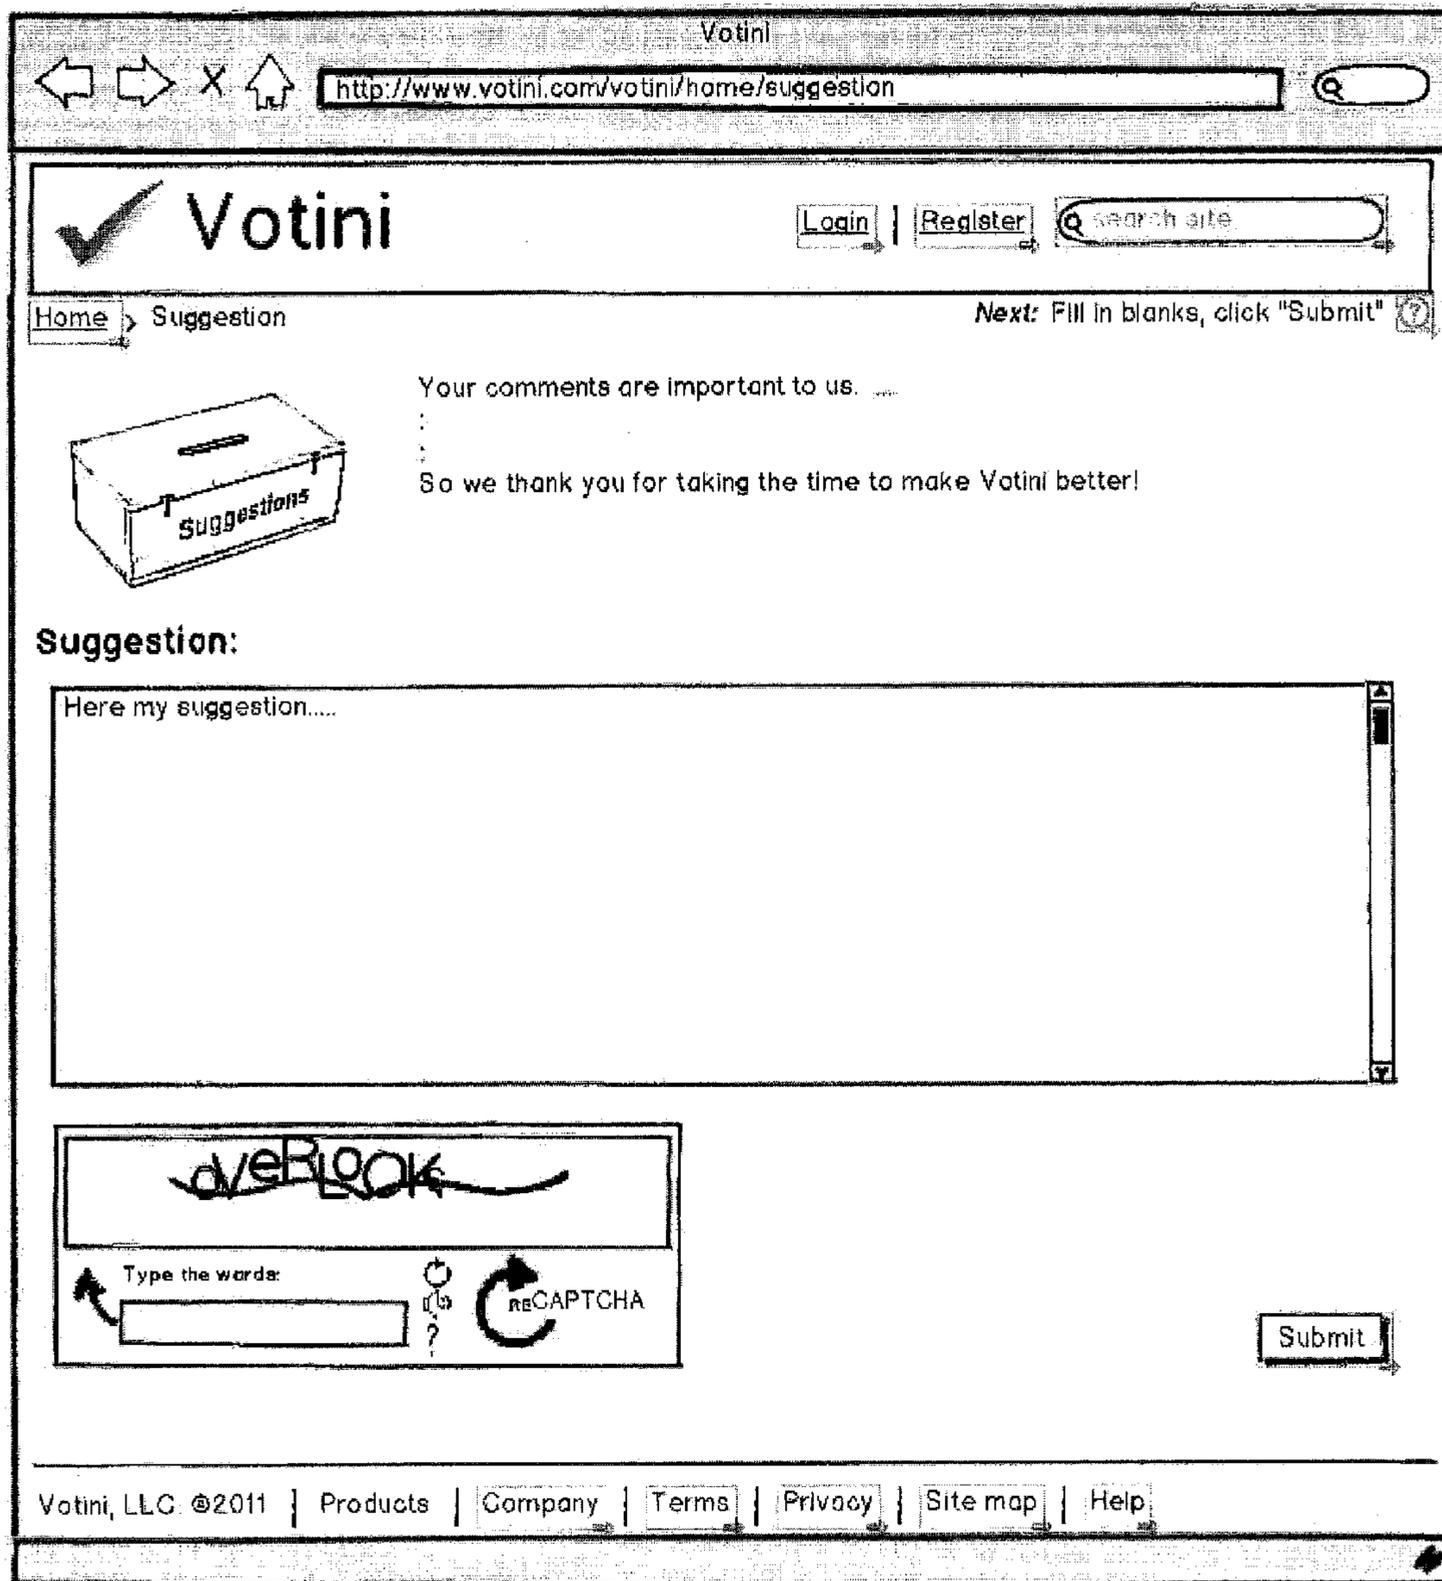 Votini
http://www.votini.com/votini/home/suggestion
Votini
Login | Register search site
Home > Suggestion
Next: Fill in blanks, click "Submit" ?
Your comments are important to us. ....
:
:
So we thank you for taking the time to make Votini better!
Suggestions
Suggestion:
Here my suggestion.....
oVeRLoOK
Type the words:
?
RECAPTCHA
Submit
Votini, LLC. ©2011 | Products | Company | Terms | Privacy | Site map | Help